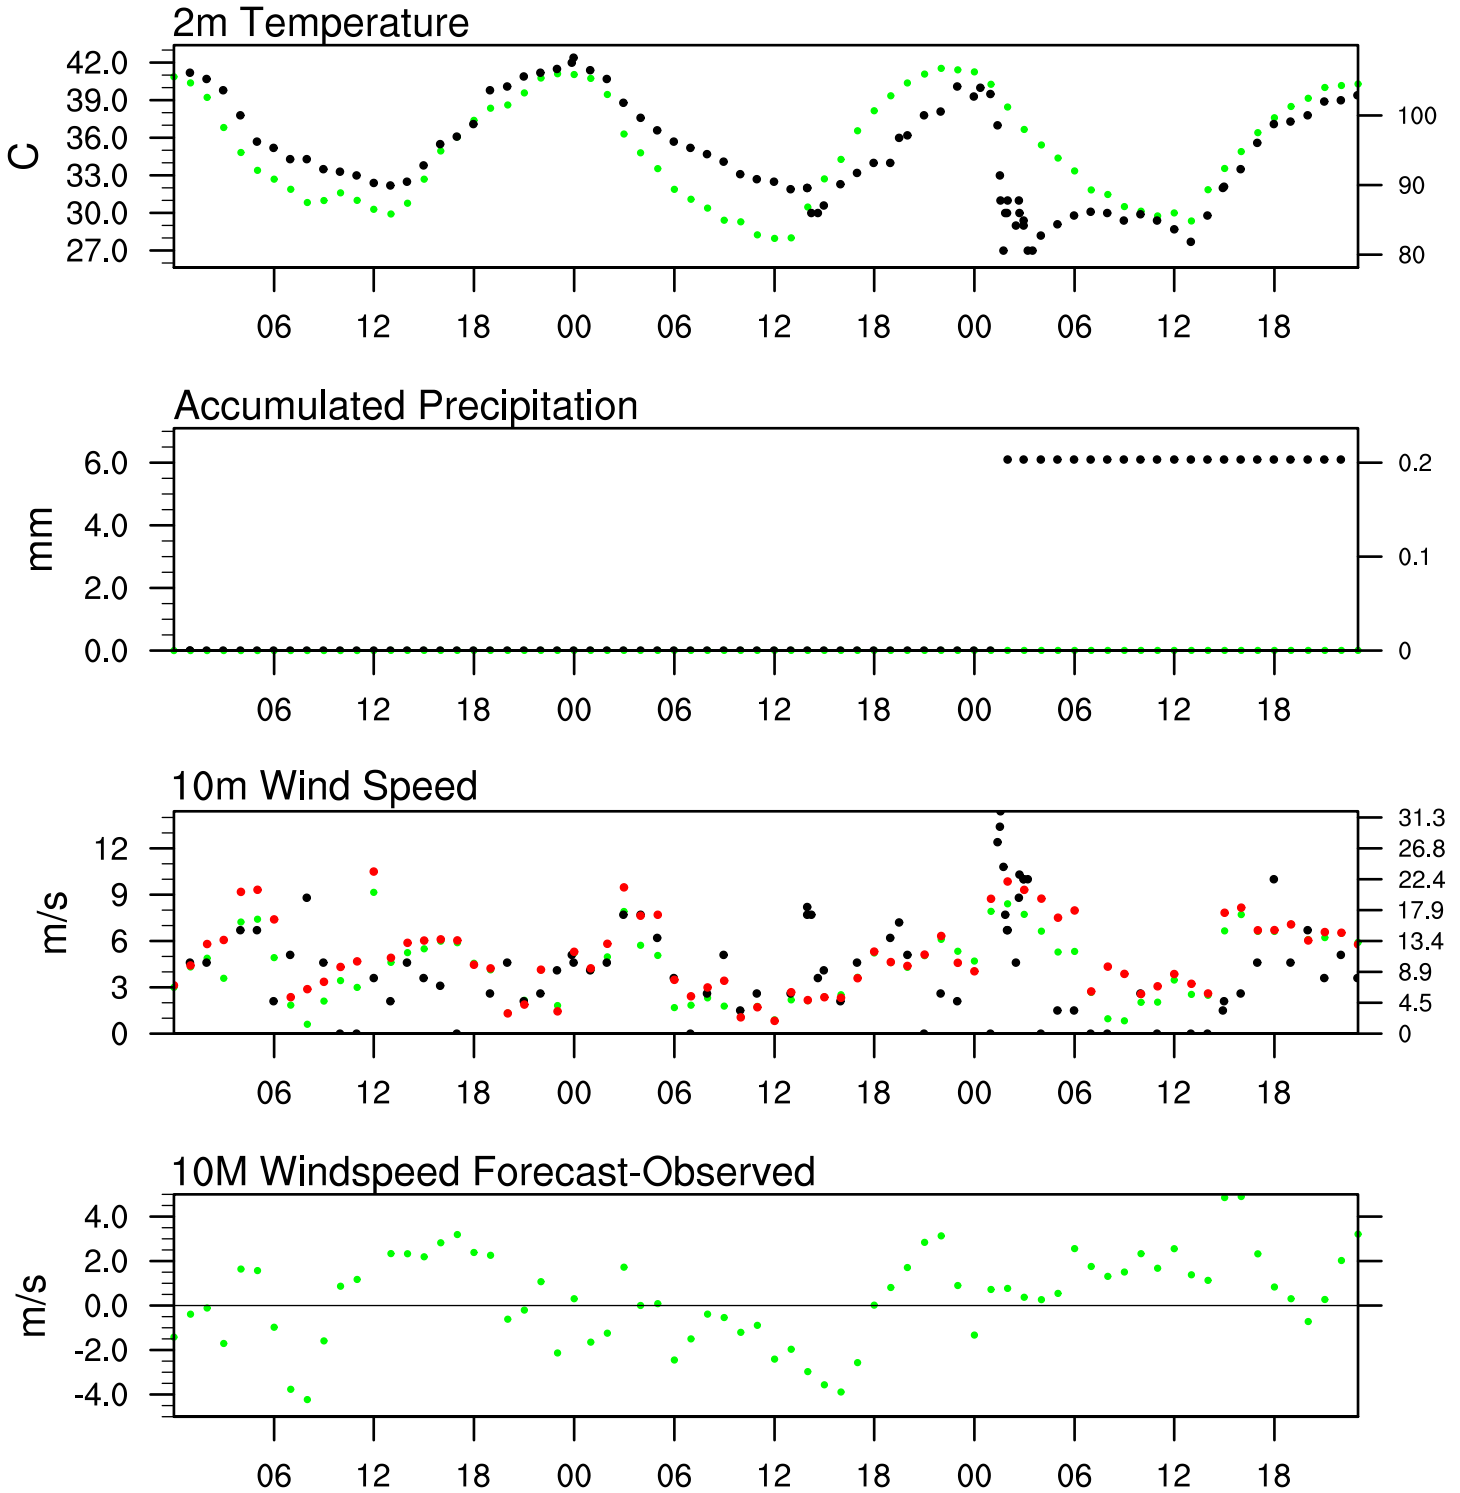 2m Temperature
42.0
39.0
36.0
33.0
30.0
27.0
C
100
90
80
06 12 18 00 06 12 18 00 06 12 18
Accumulated Precipitation
6.0
4.0
2.0
0.0
mm
0.2
0.1
0
06 12 18 00 06 12 18 00 06 12 18
10m Wind Speed
12
9
6
3
0
m/s
31.3
26.8
22.4
17.9
13.4
8.9
4.5
0
06 12 18 00 06 12 18 00 06 12 18
10M Windspeed Forecast-Observed
4.0
2.0
0.0
-2.0
-4.0
m/s
06 12 18 00 06 12 18 00 06 12 18